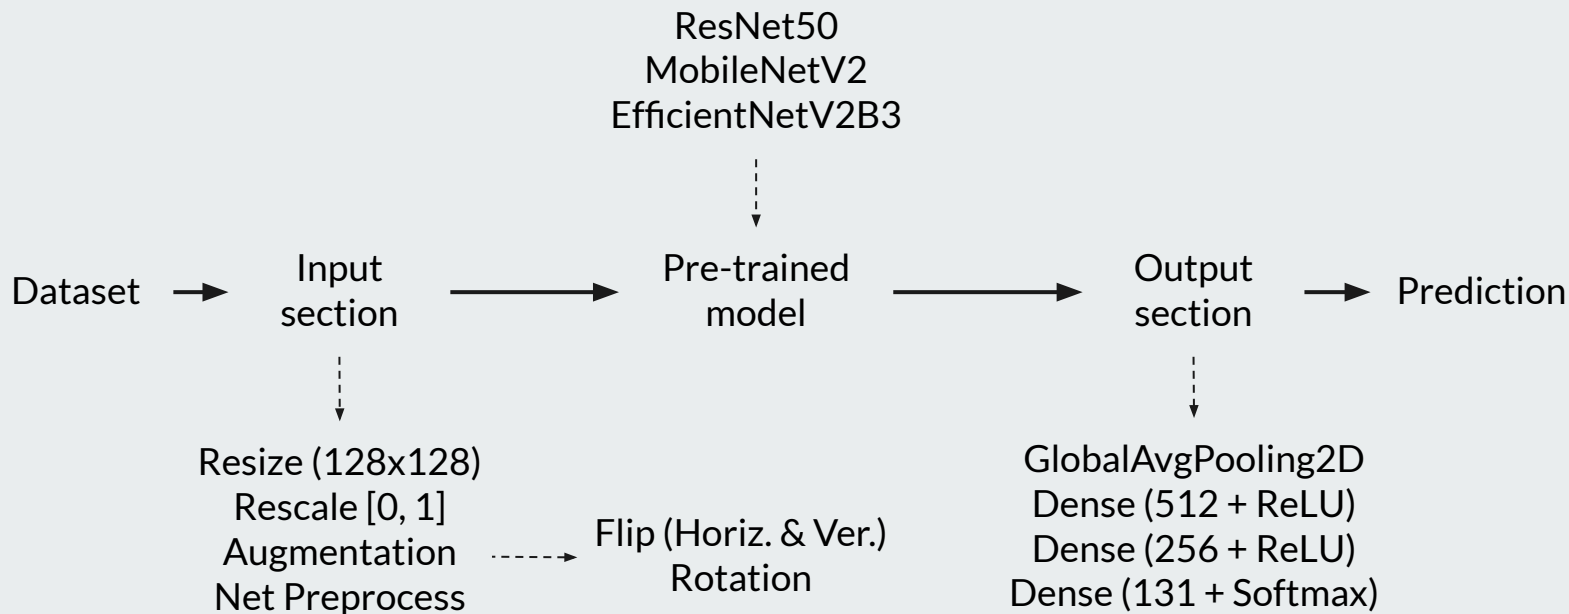 ResNet50
MobileNetV2
EfficientNetV2B3
Dataset
Input
section
Pre-trained
model
Output
section
Prediction
Resize (128x128)
Rescale [0, 1]
Augmentation
Net Preprocess
Flip (Horiz. & Ver.)
Rotation
GlobalAvgPooling2D
Dense (512 + ReLU)
Dense (256 + ReLU)
Dense (131 + Softmax)